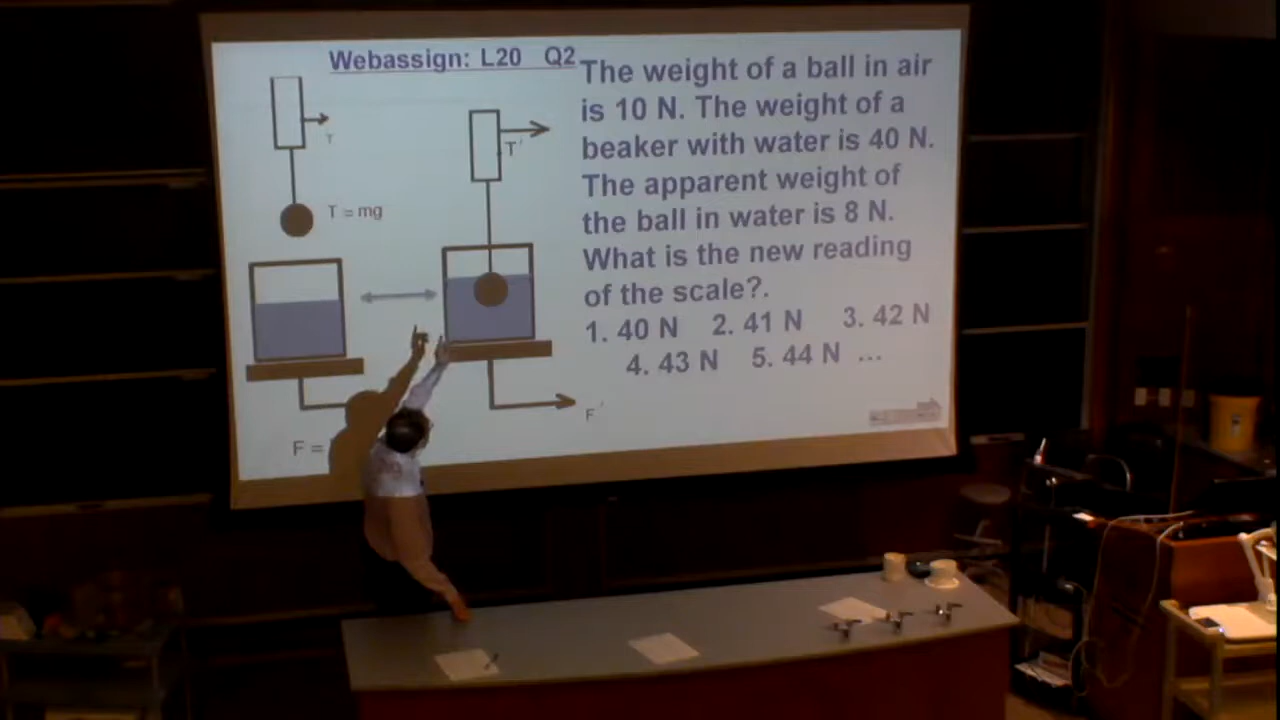 Webassign: L20 Q2
The weight of a ball in air
is 10 N. The weight of a
beaker with water is 40 N.
The apparent weight of
the ball in water is 8 N.
What is the new reading
of the scale?.
1. 40 N 2. 41 N 3. 42 N
4. 43 N 5. 44 N ...
T
T'
T = mg
F'
F =